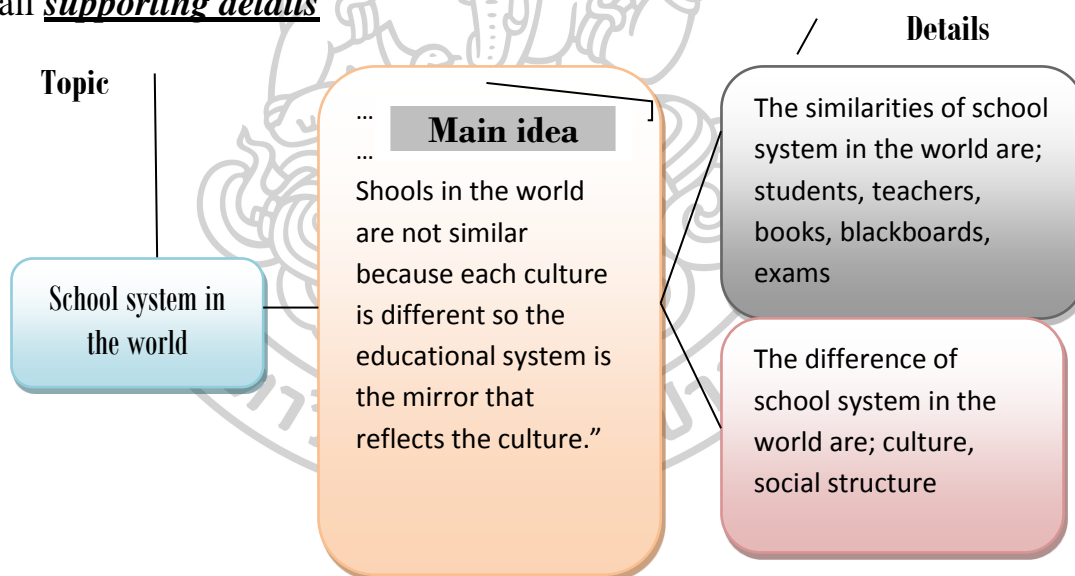 all supporting details
Details
Topic
...
Main idea
...
Shools in the world
are not similar
because each culture
is different so the
educational system is
the mirror that
reflects the culture.”
School system in
the world
The similarities of school
system in the world are;
students, teachers,
books, blackboards,
exams
The difference of
school system in the
world are; culture,
social structure